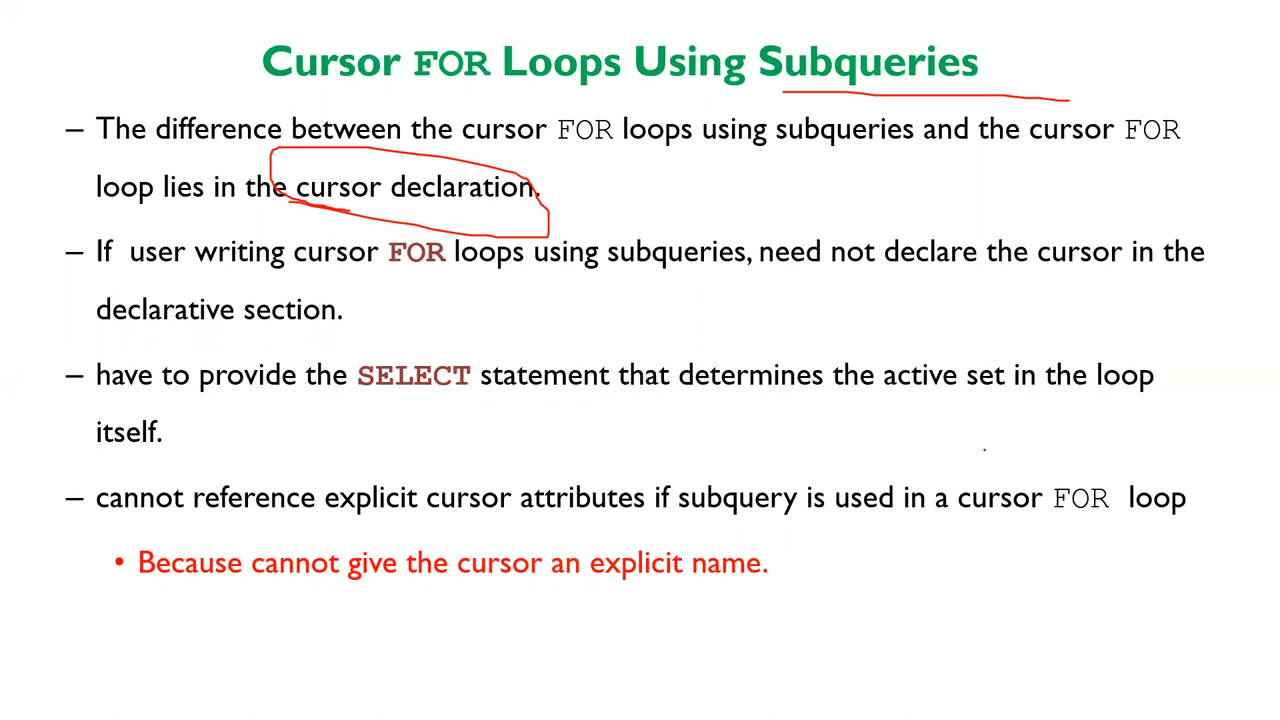 Cursor FOR Loops Using Subqueries
– The difference between the cursor FOR loops using subqueries and the cursor FOR
loop lies in the cursor declaration.
– If user writing cursor FOR loops using subqueries, need not declare the cursor in the
declarative section.
– have to provide the SELECT statement that determines the active set in the loop
itself.
– cannot reference explicit cursor attributes if subquery is used in a cursor FOR loop
• Because cannot give the cursor an explicit name.